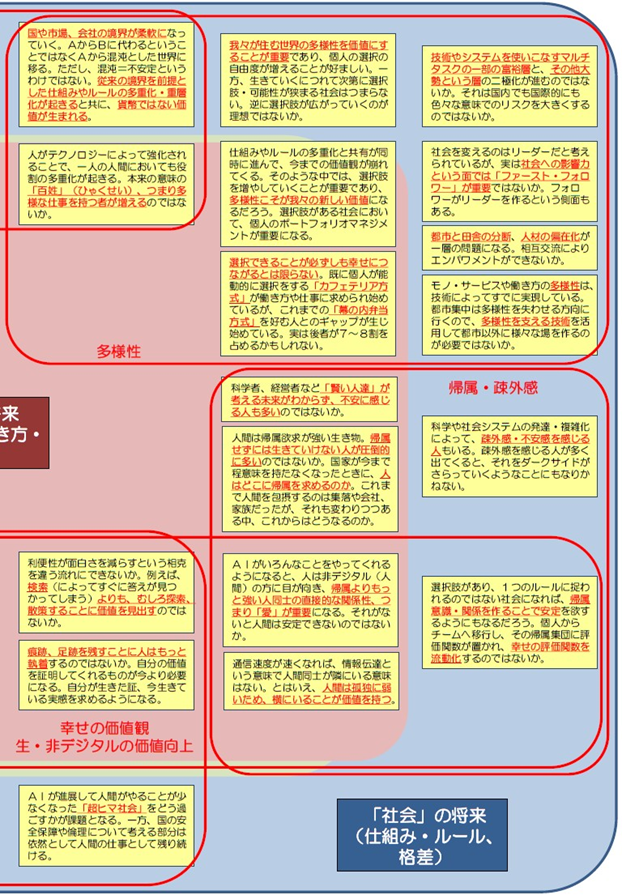 国や市場、会社の境界が柔軟になっ
ていく。AからBに代わるということ
ではなくAから混沌とした世界に
移る。ただし、混沌＝不安定という
わけではない。従来の境界を前提
とした仕組みやルールの多重化・重層
化が起きると共に、貨幣ではない価
値が生まれる。
人がテクノロジーによって強化され
ることで、一人の人間においても役
割の多重化が起きる。本来の意味の
「百姓」（ひゃくせい）、つまり多
様な仕事を持つ者が増えるのではな
いか。
我々が住む世界の多様性を価値にす
ることが重要であり、個人の選択の
自由度が増えることが好ましい。一
方、生きていくにつれて次第に選択
肢・可能性が狭まる社会はつまらな
い。逆に選択肢が広がっていくのが
理想ではないか。
仕組みやルールの多重化と共有が同
時に進んで、今までの価値観が崩れ
てくる。そのような中では、選択肢
を増やしていくことが重要であり、
多様性こそが我々の新しい価値にな
るだろう。選択肢がある社会におい
て、個人のポートフォリオマネジメ
ントが重要になる。
選択できることが必ずしも幸せにつ
ながるとは限らない。既に個人が能
動的に選択をする「カフェテリア方
式」が働き方や仕事に求められ始め
ているが、これまでの「幕の内弁当
方式」を好む人とのギャップが生じ
始めている。実は後者が７～８割を
占めるかもしれない。
技術やシステムを使いこなすマルチ
タスクの一部の富裕層と、その他大
勢という層の二極化が進むのではな
いか。それは国内でも国際的にも
色々な意味でのリスクを大きくする
のではないか。
社会を変えるのはリーダーだと考え
られているが、実は社会への影響力
という面では「ファースト・フォロ
ワー」が重要ではないか。フォロ
ワーがリーダーを作るという側面も
ある。
都市と田舎の分断、人材の偏在化が
一層の問題になる。相互交流により
エンパワメントができないか。
モノ・サービスや働き方の多様性は、
技術によってすでに実現している。
都市集中は多様性を失わせる方向に
行くので、多様性を支える技術を活
用して都市以外に様々な場を作るの
が必要ではないか。
多様性
将来
き方・
科学者、経営者など「賢い人達」が
考える未来がわからず、不安に感じ
る人も多いのではないか。
人間は帰属欲求が強い生き物。帰属
せずには生きていけない人が圧倒的
に多いのではないか。国家が今まで
程意味を持たなくなったときに、人
はどこに帰属を求めるのか。これま
で人間を包摂するのは集落や会社、
家族だったが、それも変わりつつあ
る中、これからはどうなるのか。
帰属・疎外感
科学や社会システムの発達・複雑化
によって、疎外感・不安感を感じる
人もいる。疎外感を感じる人が多く
出てくると、それをダークサイドが
さらっていくようなことにもなりか
ねない。
利便性が面白さを減らすという相克
を違う流れにできないか。例えば、
検索（によってすぐに答えが見つ
かってしまう）よりも、むしろ探索、
散策することに価値を見出すのでは
ないか。
痕跡、足跡を残すことに人はもっと
執着するのではないか。自分の価値
を証明してくれるものが今より必要
になる。自分が生きた証、今生きて
いる実感を求めるようになる。
幸せの価値観
生・非デジタルの価値向上
ＡＩがいろんなことをやってくれる
ようになると、人は非デジタル（人
間）の方に目が向き、帰属よりもっ
と強い人同士の直接的な関係性、つ
まり「愛」が重要になる。それがな
いと人間は安定できないのではない
か。
通信速度が速くなれば、情報伝達と
いう意味で人間同士が隣にいる意味
はない。とはいえ、人間は孤独に弱
いため、横にいることが価値を持つ。
選択肢があり、１つのルールに捉わ
れるのではない社会になれば、帰属
意識・関係を作ることで安定を欲す
るようにもなるだろう。個人から
チームへ移行し、その帰属集団に評
価関数が置かれ、幸せの評価関数を
流動化するのではないか。
ＡＩが進展して人間がやることが少
なくなった「超ヒマ社会」をどう過
ごすかが課題となる。一方、国の安
全保障や倫理について考える部分は
依然として人間の仕事として残り続
ける。
「社会」の将来
（仕組み・ルール、
格差）